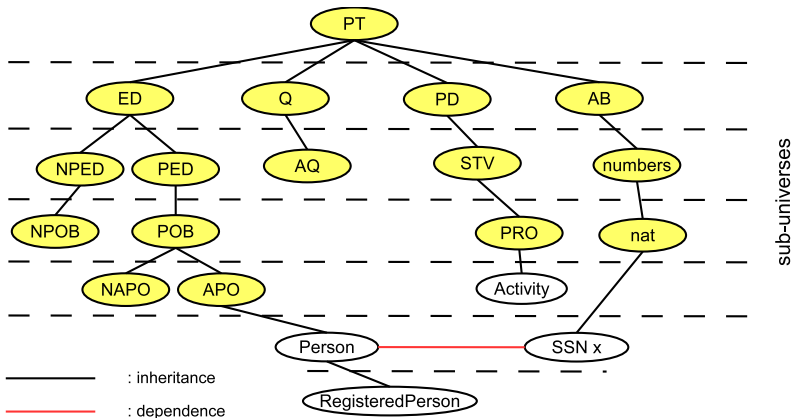 PT
ED
Q
PD
AB
NPED
PED
AQ
STV
numbers
NPOB
POB
PRO
nat
NAPO
APO
Activity
Person
SSN x
RegisteredPerson
: inheritance
: dependence
sub-universes